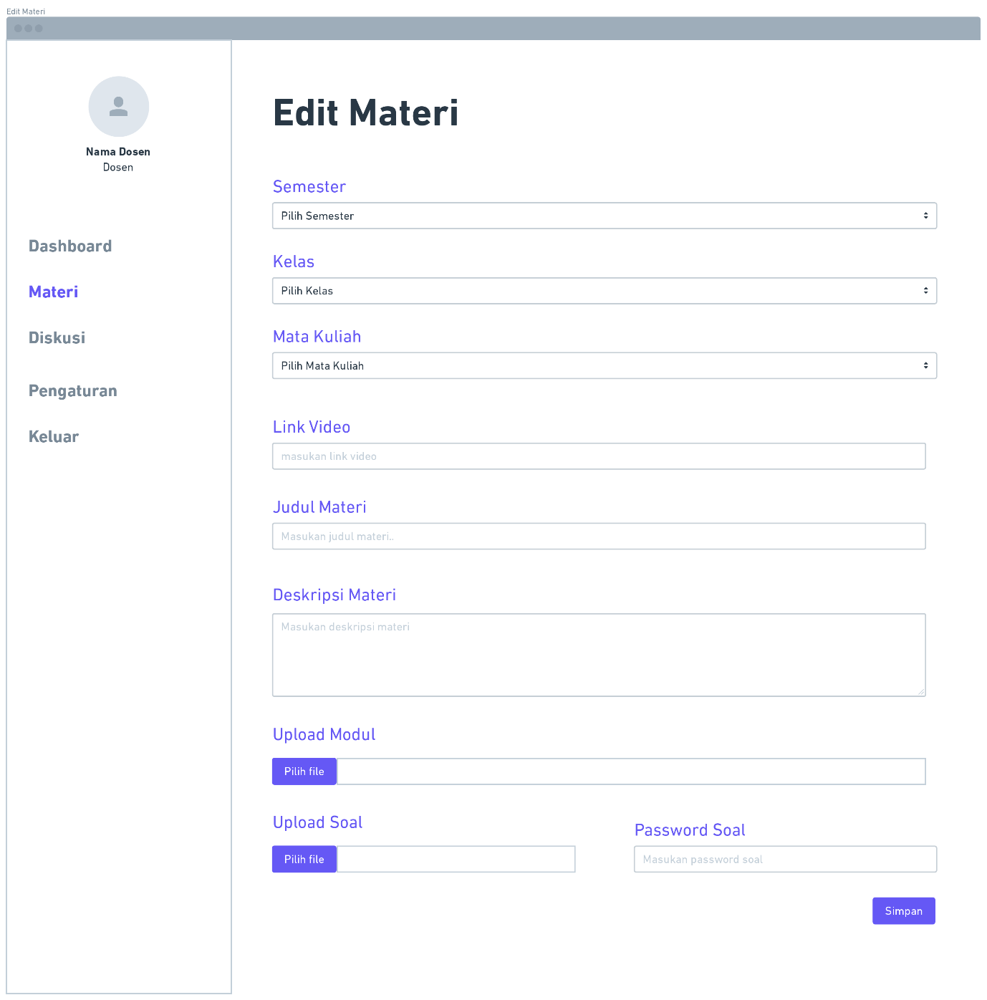 Edit Materi
Nama Dosen
Dosen
Dashboard
Materi
Diskusi
Pengaturan
Keluar
Edit Materi
Semester
Pilih Semester
Kelas
Pilih Kelas
Mata Kuliah
Pilih Mata Kuliah
Link Video
masukan link video
Judul Materi
Masukan judul materi..
Deskripsi Materi
Masukan deskripsi materi
Upload Modul
Pilih file
Upload Soal
Pilih file
Password Soal
Masukan password soal
Simpan